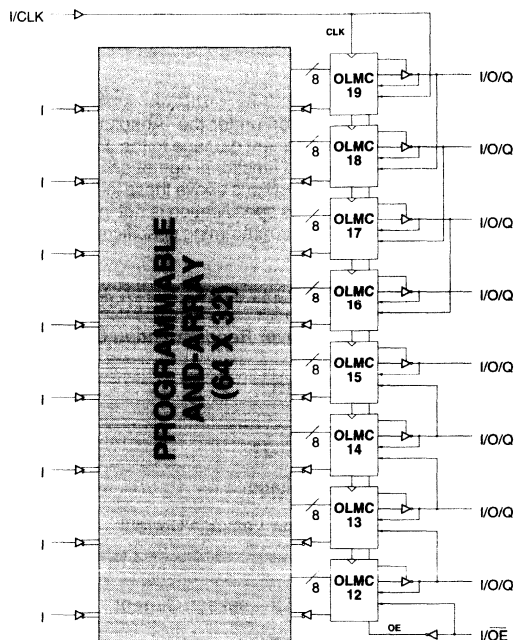 I/CLK
CLK
8
OLMC
19
I/O/Q
I
8
OLMC
18
I/O/Q
I
8
OLMC
17
I/O/Q
I
8
OLMC
16
I/O/Q
I
PROGRAMMABLE
AND-ARRAY
(64 X 32)
8
OLMC
15
I/O/Q
I
8
OLMC
14
I/O/Q
I
8
OLMC
13
I/O/Q
I
8
OLMC
12
I/O/Q
I
OE
I/O̅E̅